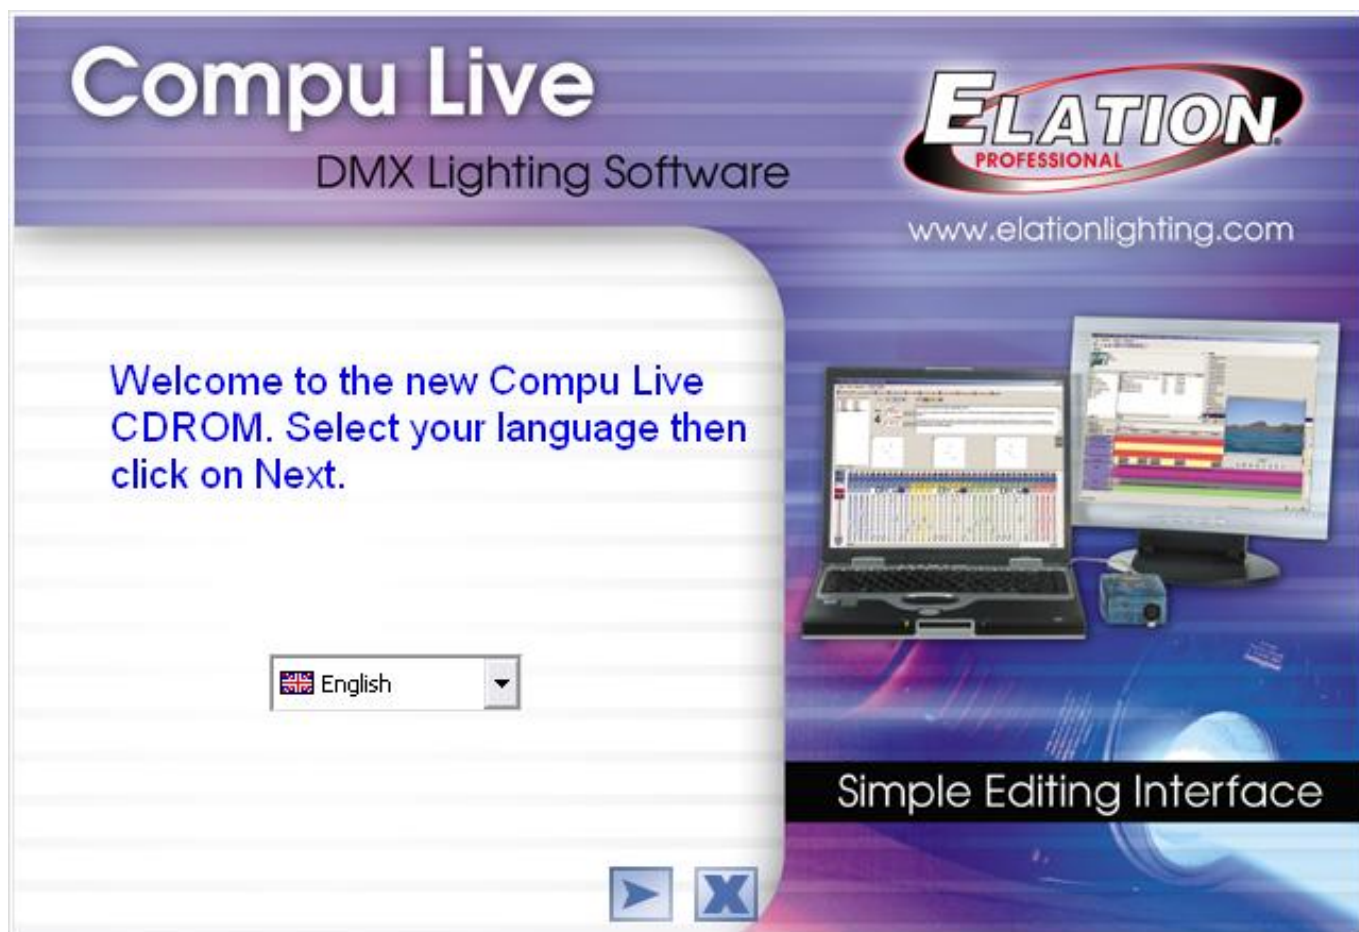 Compu Live
DMX Lighting Software
ELATION
PROFESSIONAL
www.elationlighting.com
Welcome to the new Compu Live
CDROM. Select your language then
click on Next.
English
Simple Editing Interface